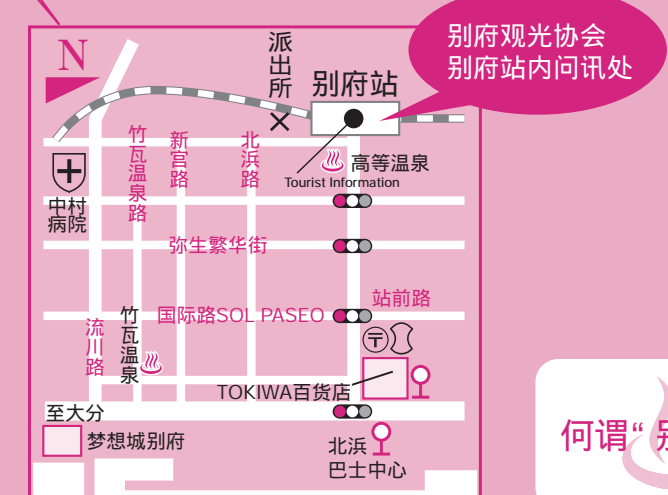 别府观光协会
别府站内问讯处
N
派出所
别府站
竹瓦温泉路
新宫路
北浜路
高等温泉
Tourist Information
中村
病院
弥生繁华街
站前路
国际路SOL PASEO
流川路
竹瓦温泉
〒
TOKIWA百货店
至大分
梦想城别府
北浜
巴士中心
何谓“